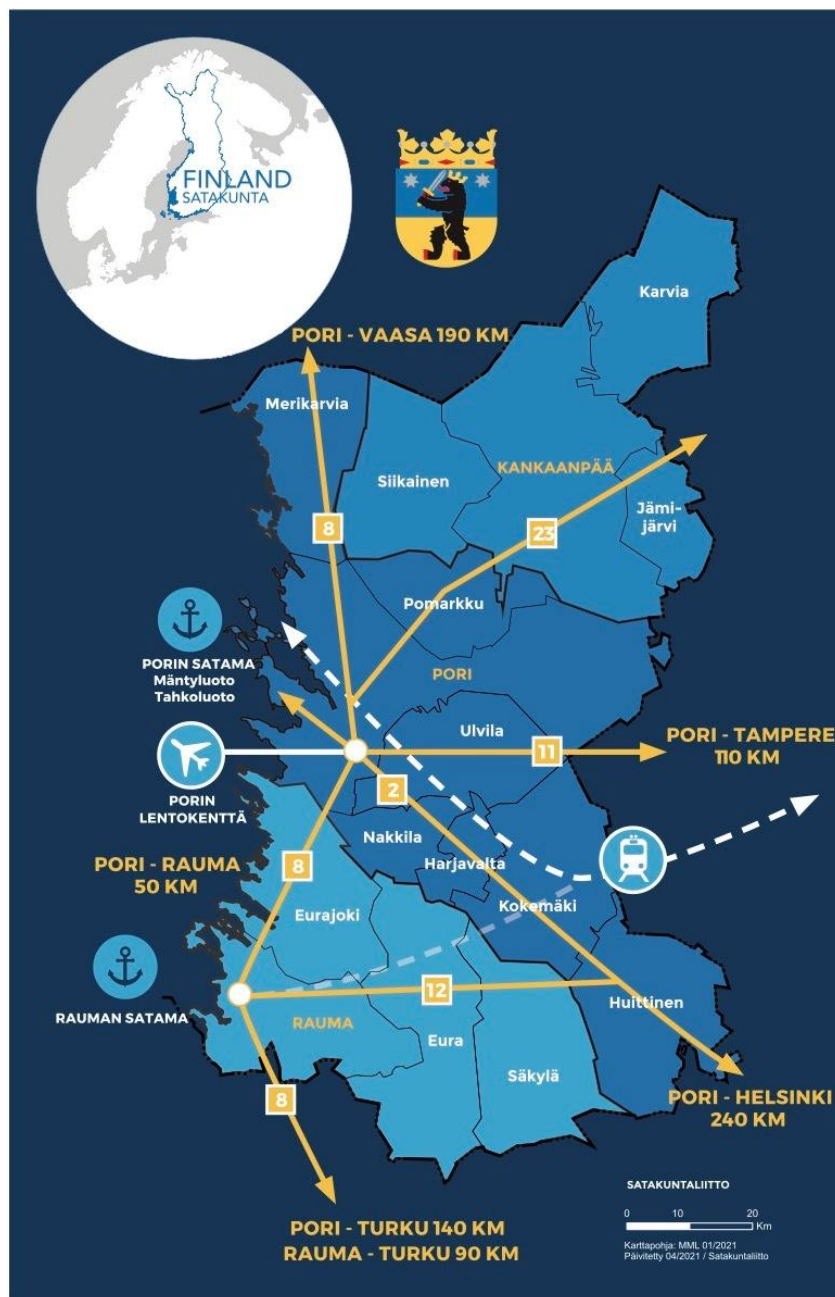 FINLAND
SATAKUNTA
Karvia
PORI - VAASA 190 KM
Merikarvia
KANKAANPÄÄ
Siikainen
Jämi-
järvi
8
23
Pomarkku
PORIN SATAMA
Mäntyluoto
Tahkoluoto
PORI
Ulvila
PORI - TAMPERE
110 KM
11
2
PORIN
LENTOKENTTÄ
Nakkila
Harjavalta
PORI - RAUMA
50 KM
8
Kokemäki
Eurajoki
12
Huittinen
RAUMAN SATAMA
RAUMA
Eura
Säkylä
8
PORI - HELSINKI
240 KM
PORI - TURKU 140 KM
RAUMA - TURKU 90 KM
SATAKUNTALIITTO
0 10 20
Km
Karttapohja: MML 01/2021
Päivitetty 04/2021 / Satakuntaliitto